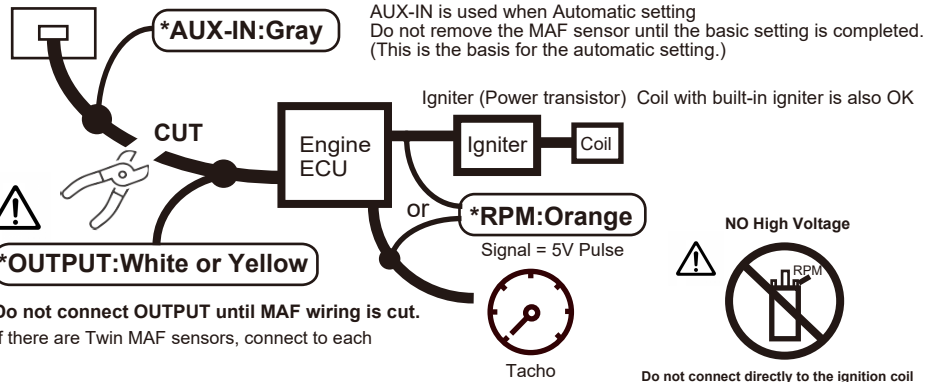 *AUX-IN:Gray
AUX-IN is used when Automatic setting
Do not remove the MAF sensor until the basic setting is completed.
(This is the basis for the automatic setting.)
Igniter (Power transistor) Coil with built-in igniter is also OK
CUT
Engine
ECU
Igniter
Coil
or
*RPM:Orange
Signal = 5V Pulse
NO High Voltage
RPM
*OUTPUT:White or Yellow
Do not connect OUTPUT until MAF wiring is cut.
If there are Twin MAF sensors, connect to each
Tacho
Do not connect directly to the ignition coil